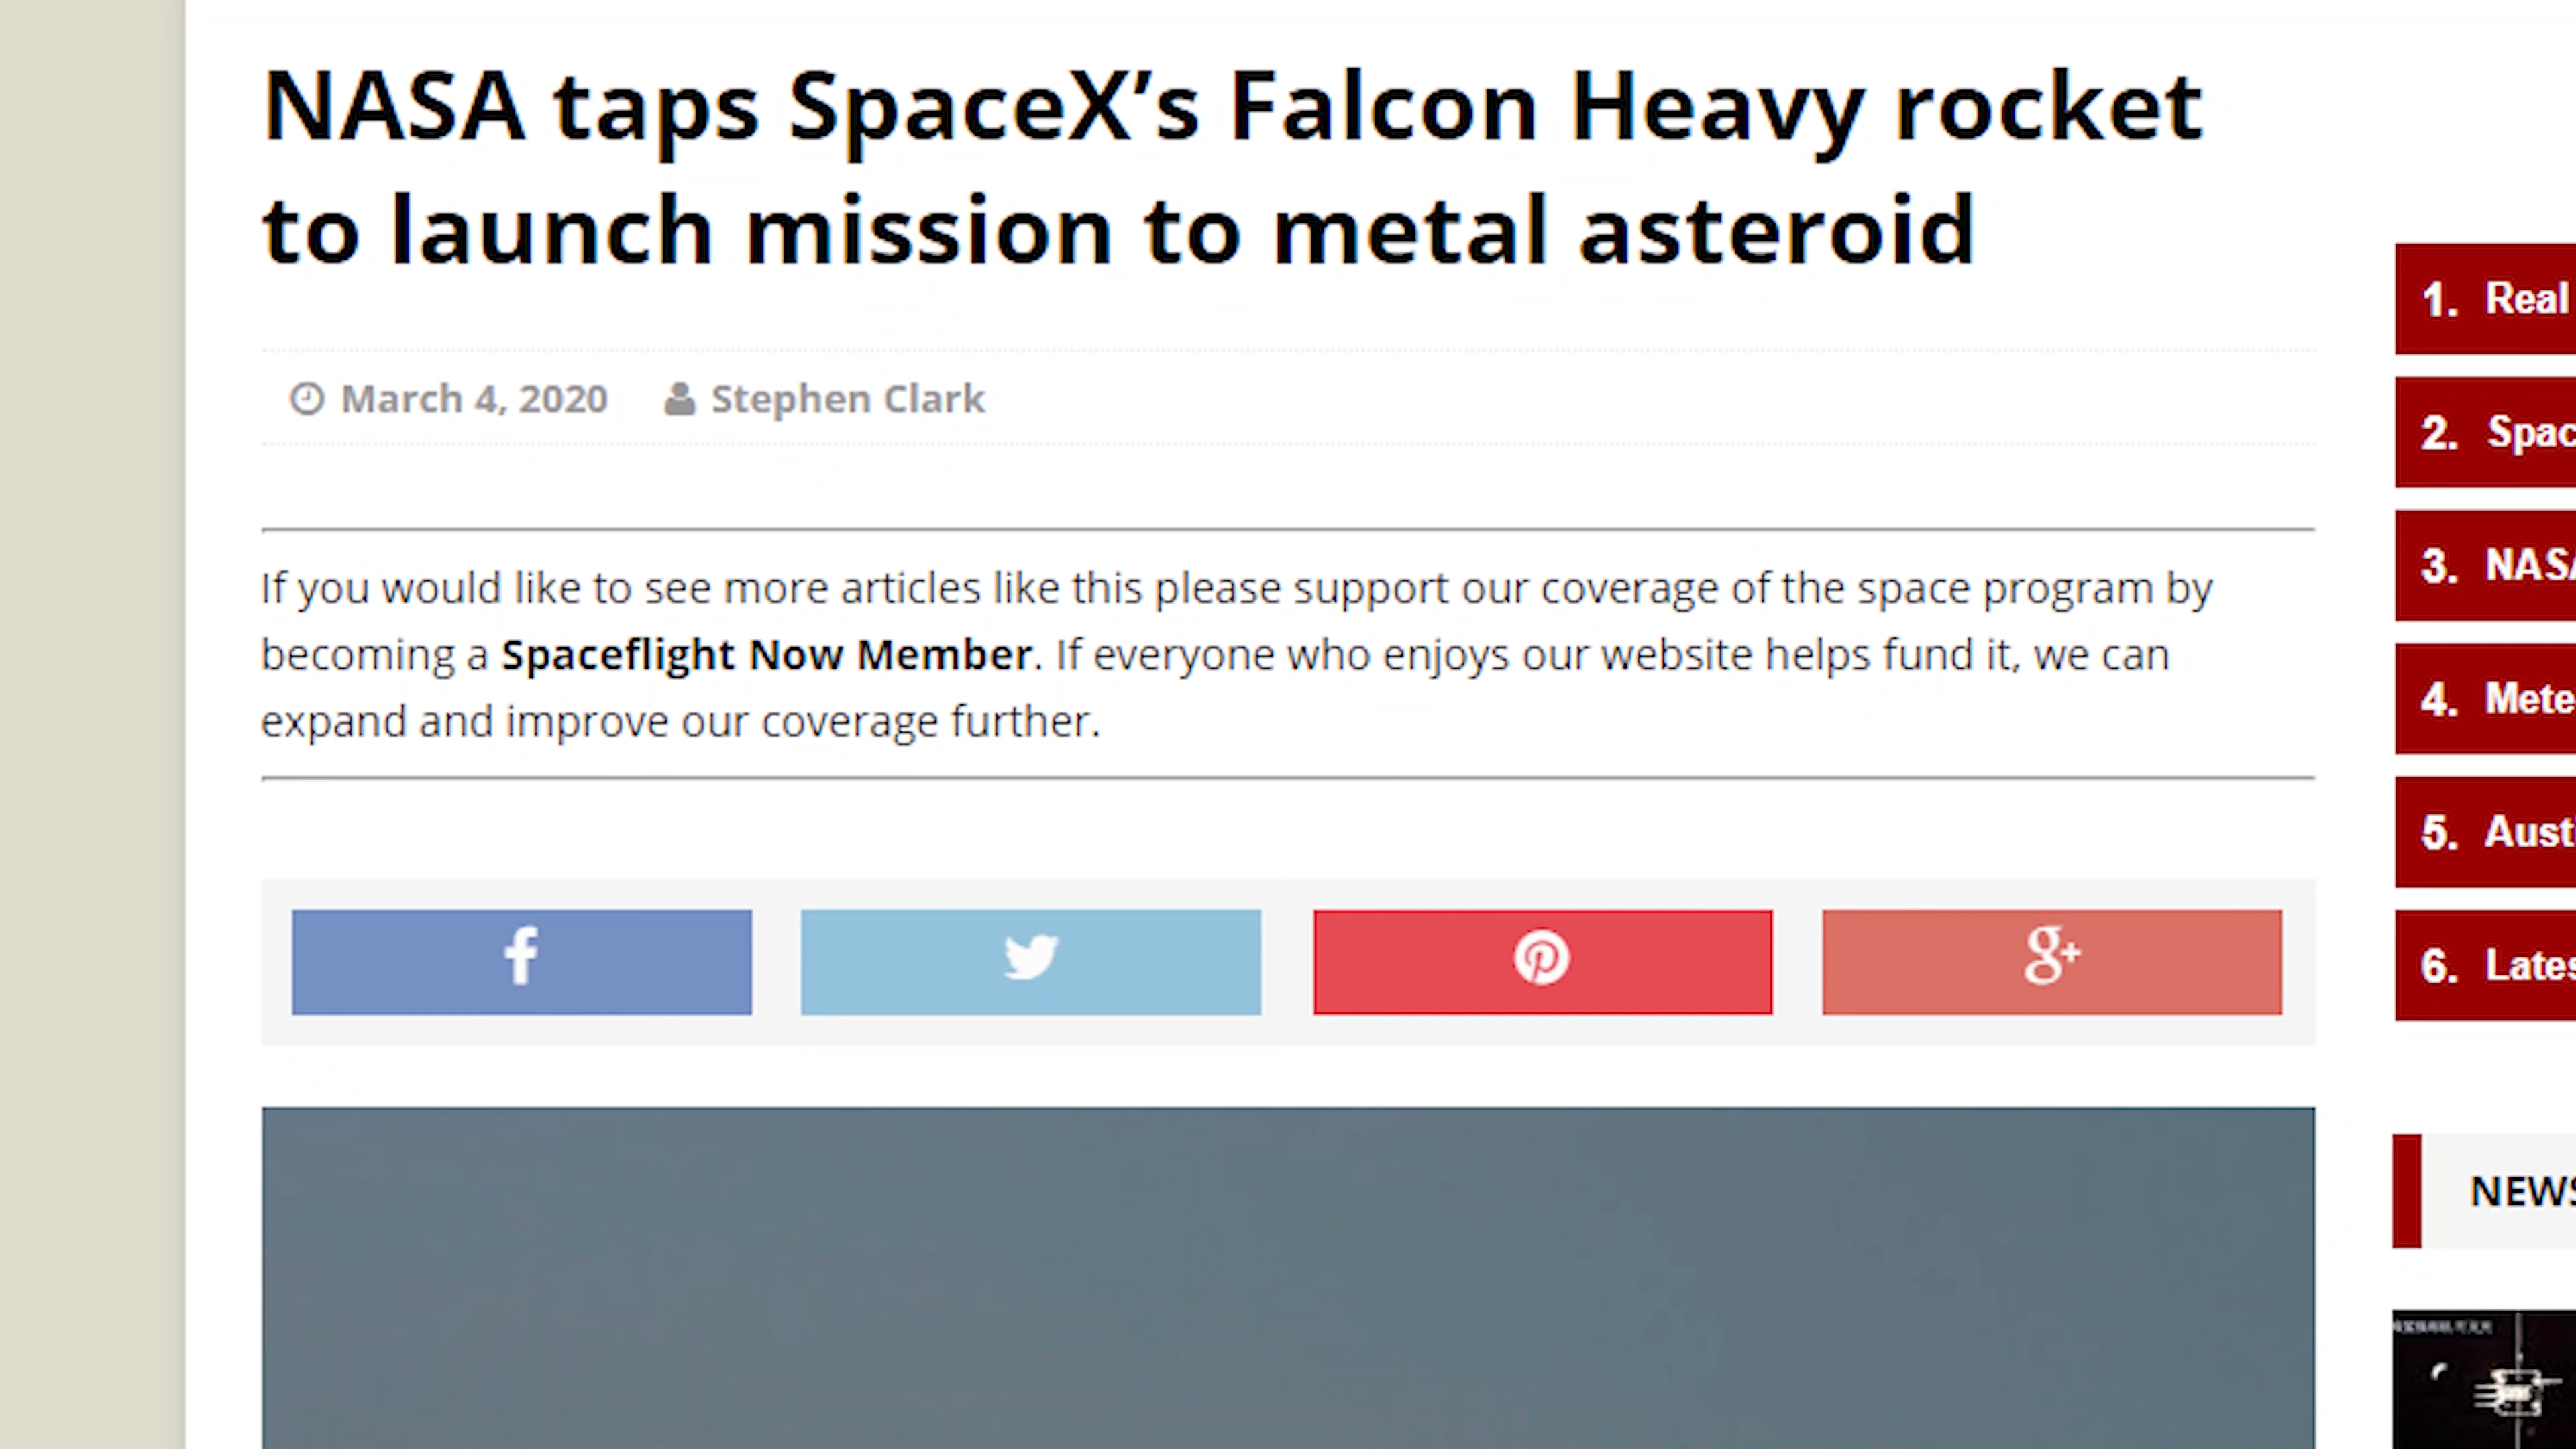 NASA taps SpaceX’s Falcon Heavy rocket
to launch mission to metal asteroid
March 4, 2020 Stephen Clark
If you would like to see more articles like this please support our coverage of the space program by
becoming a Spaceflight Now Member. If everyone who enjoys our website helps fund it, we can
expand and improve our coverage further.
f
g+
1. Real
2. Spac
3. NASA
4. Mete
5. Aust
6. Lates
NEWS